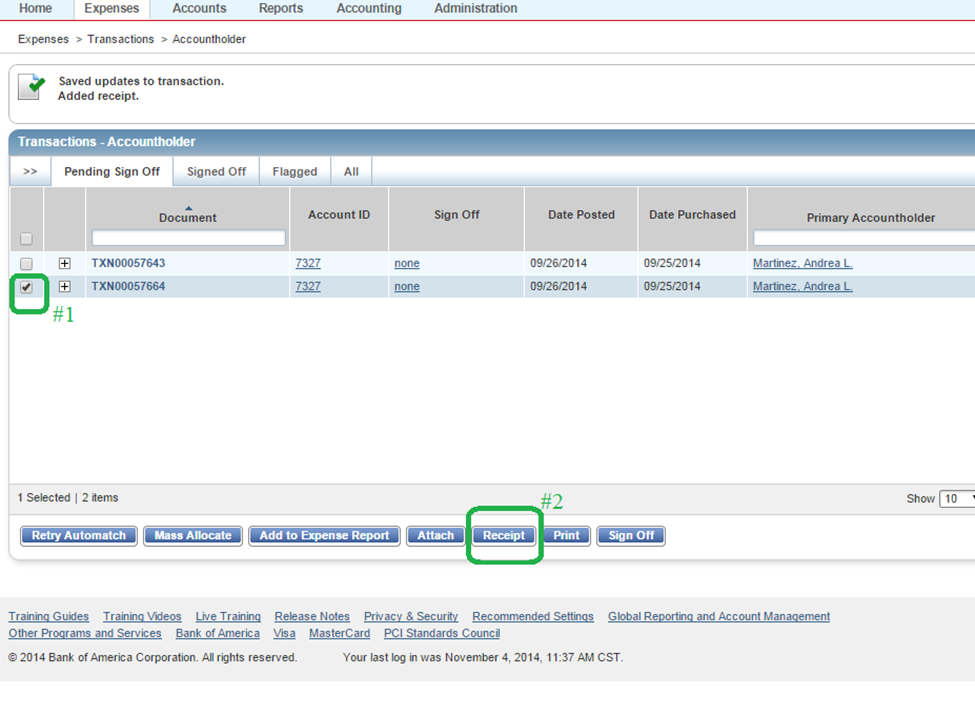 Home Expenses Accounts Reports Accounting Administration
Expenses > Transactions > Accountholder
Saved updates to transaction.
Added receipt.
Transactions - Accountholder
>> Pending Sign Off Signed Off Flagged All
Document Account ID Sign Off Date Posted Date Purchased Primary Accountholder
TXN00057643 7327 none 09/26/2014 09/25/2014 Martinez, Andrea L.
TXN00057664 7327 none 09/26/2014 09/25/2014 Martinez, Andrea L.
#1
1 Selected | 2 items Show 10
#2
Retry Automatch Mass Allocate Add to Expense Report Attach Receipt Print Sign Off
Training Guides Training Videos Live Training Release Notes Privacy & Security Recommended Settings Global Reporting and Account Management
Other Programs and Services Bank of America Visa MasterCard PCI Standards Council
© 2014 Bank of America Corporation. All rights reserved. Your last log in was November 4, 2014, 11:37 AM CST.